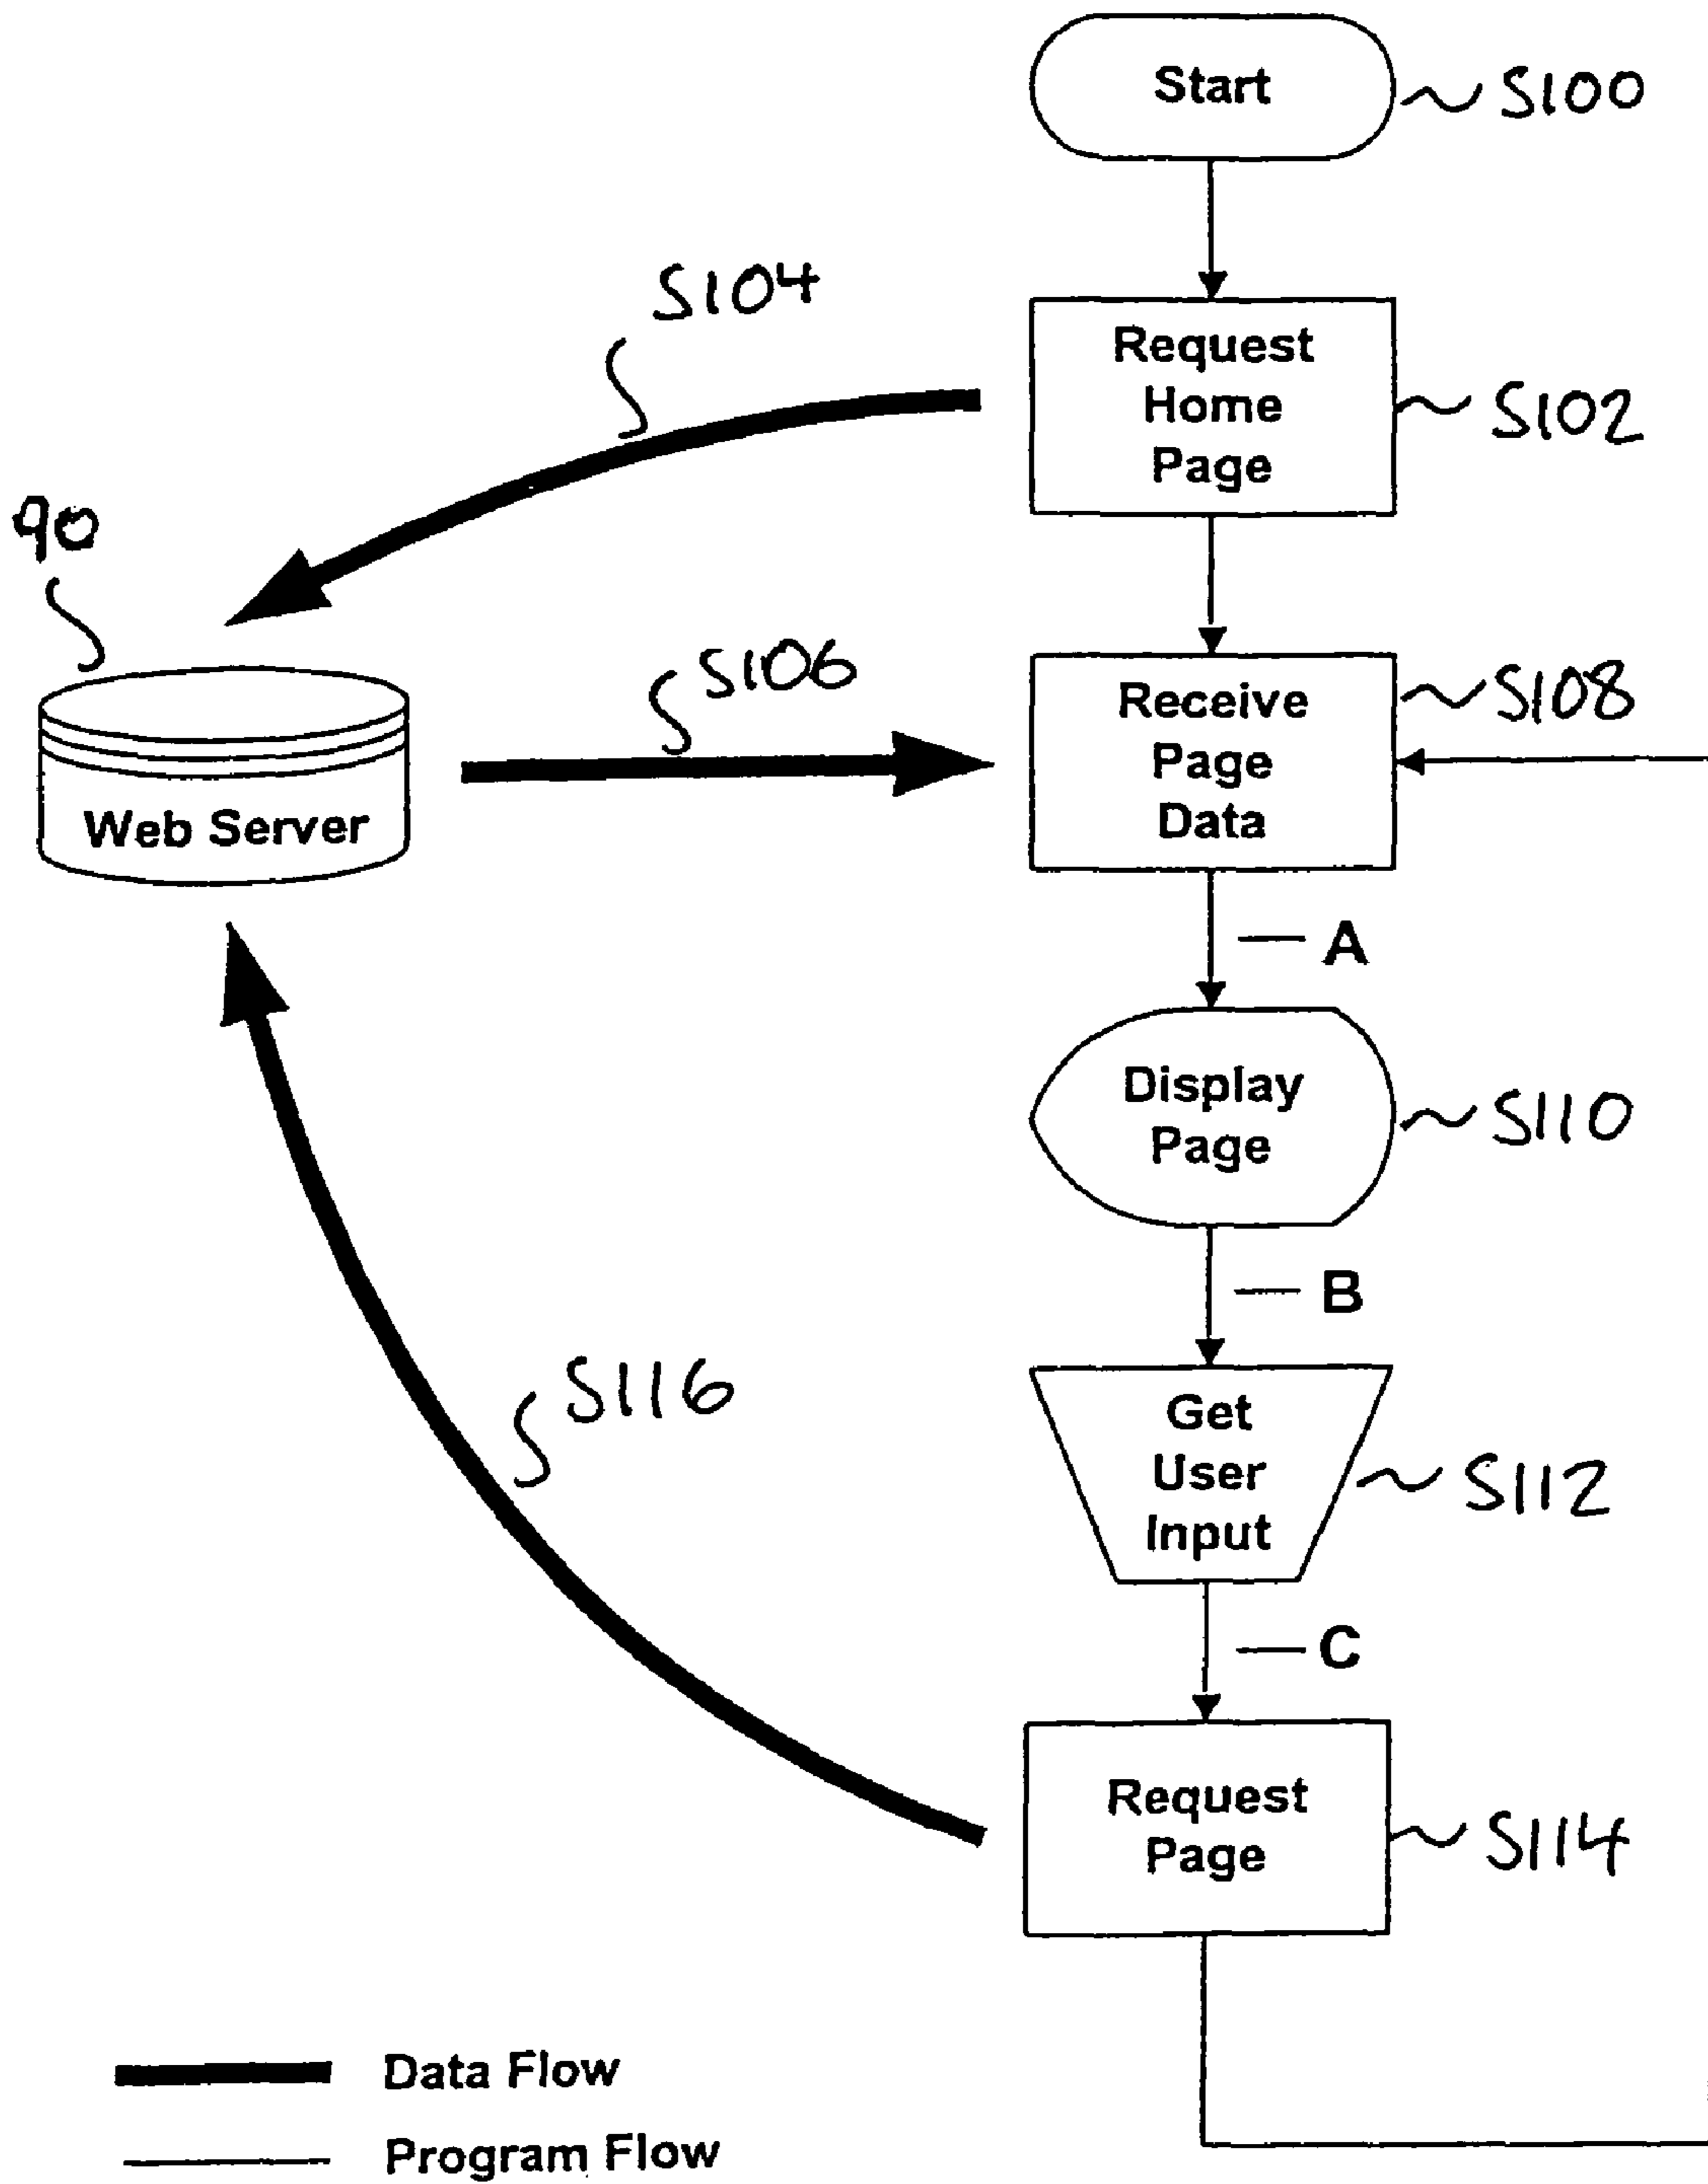 Start
S100
S104
Request
Home
Page
S102
90
S106
Receive
Page
Data
S108
Web Server
A
Display
Page
S110
B
S116
Get
User
Input
S112
C
Request
Page
S114
Data Flow
Program Flow